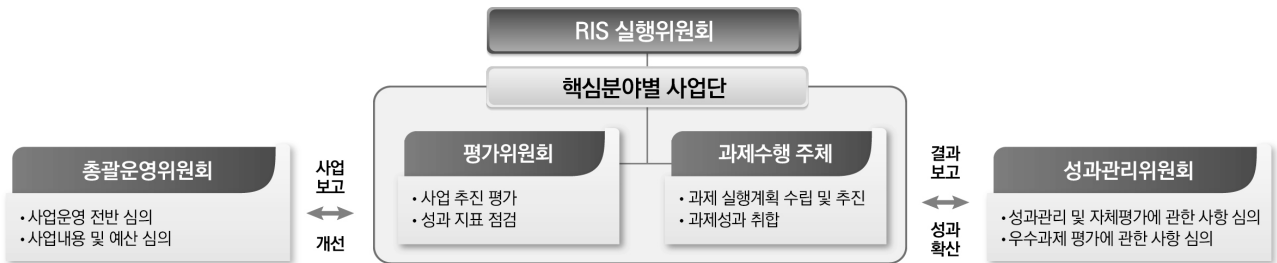 RIS 실행위원회
핵심분야별 사업단
총괄운영위원회
• 사업운영 전반 심의
• 사업내용 및 예산 심의
사업
보고
개선
평가위원회
• 사업 추진 평가
• 성과 지표 점검
과제수행 주체
• 과제 실행계획 수립 및 추진
• 과제성과 취합
결과
보고
성과
확산
성과관리위원회
• 성과관리 및 자체평가에 관한 사항 심의
• 우수과제 평가에 관한 사항 심의